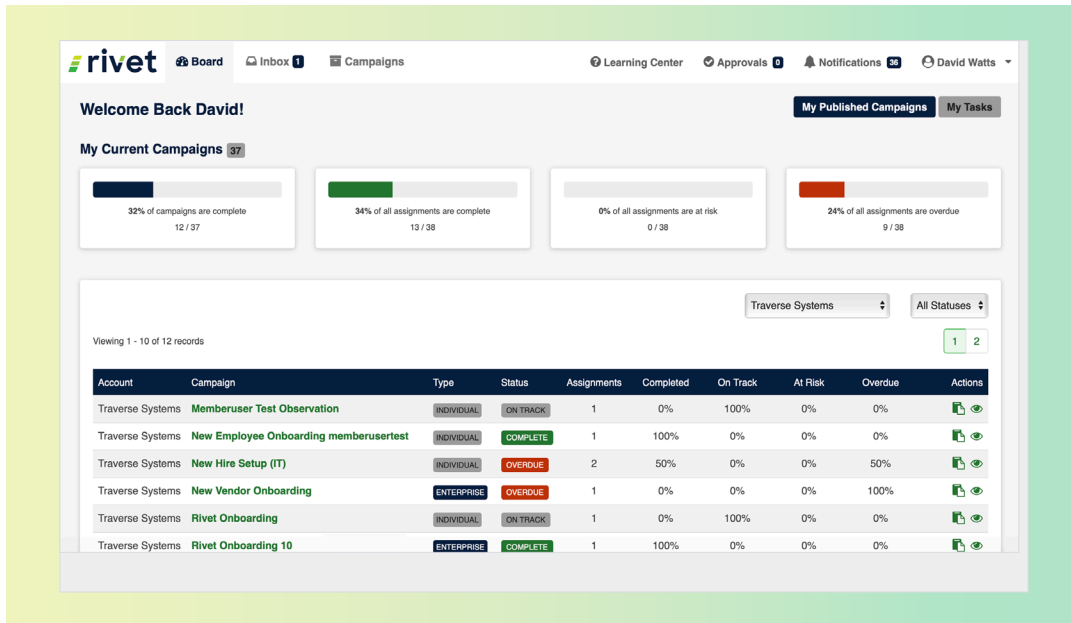 rivet Board Inbox 1 Campaigns Learning Center Approvals 0 Notifications 36 David Watts
Welcome Back David! My Published Campaigns My Tasks
My Current Campaigns 37
32% of campaigns are complete 34% of all assignments are complete 0% of all assignments are at risk 24% of all assignments are overdue
12 / 37 13 / 38 0 / 38 9 / 38
Traverse Systems All Statuses
Viewing 1 - 10 of 12 records 1 2
Account Campaign Type Status Assignments Completed On Track At Risk Overdue Actions
Traverse Systems Memberuser Test Observation INDIVIDUAL ON TRACK 1 0% 100% 0% 0%
Traverse Systems New Employee Onboarding memberusertest INDIVIDUAL COMPLETE 1 100% 0% 0% 0%
Traverse Systems New Hire Setup (IT) INDIVIDUAL OVERDUE 2 50% 0% 0% 50%
Traverse Systems New Vendor Onboarding ENTERPRISE OVERDUE 1 0% 0% 0% 100%
Traverse Systems Rivet Onboarding INDIVIDUAL ON TRACK 1 0% 100% 0% 0%
Traverse Systems Rivet Onboarding 10 ENTERPRISE COMPLETE 1 100% 0% 0% 0%